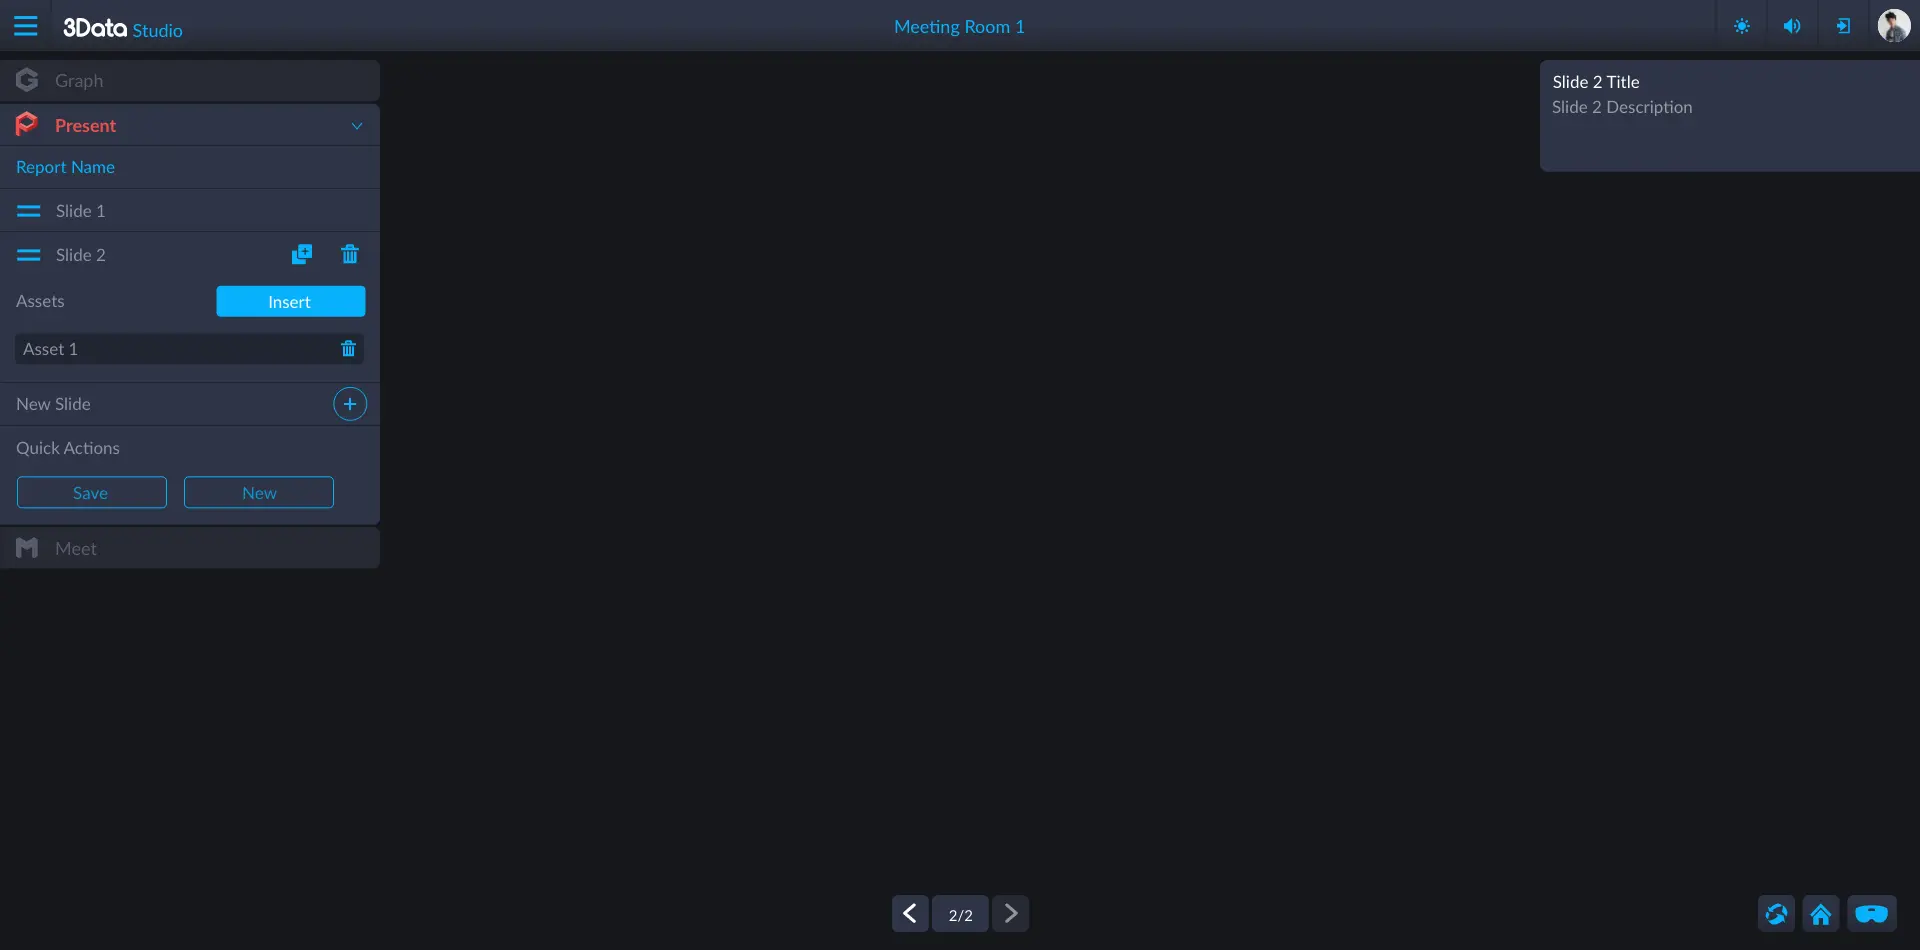 3Data Studio
Meeting Room 1
Graph
Present
Report Name
Slide 1
Slide 2
Assets
Insert
Asset 1
New Slide
Quick Actions
Save
New
Meet
Slide 2 Title
Slide 2 Description
2/2